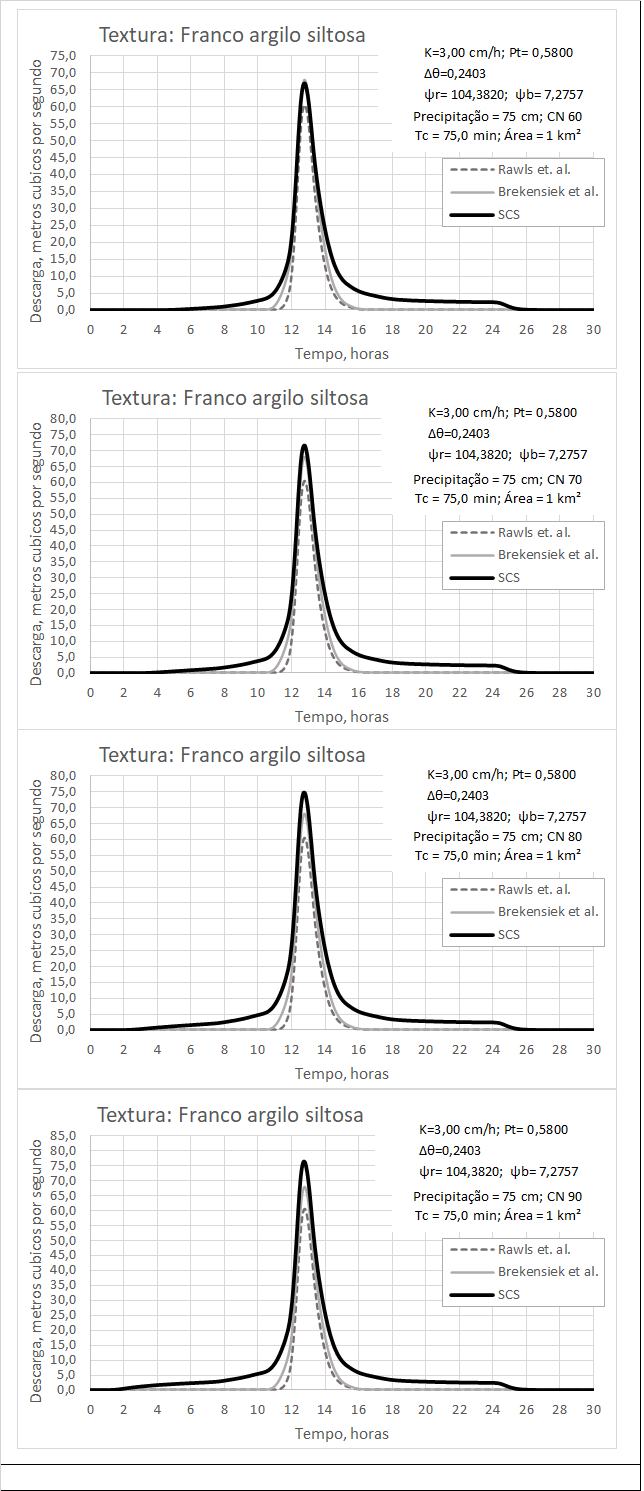 Textura: Franco argilo siltosa
K=3,00 cm/h; Pt= 0,5800
Δθ=0,2403
ψr= 104,3820; ψb= 7,2757
Precipitação = 75 cm; CN 60
Tc = 75,0 min; Área = 1 km²
Rawls et. al.
Brekensiek et al.
SCS
Descarga, metros cubicos por segundo
75,0
70,0
65,0
60,0
55,0
50,0
45,0
40,0
35,0
30,0
25,0
20,0
15,0
10,0
5,0
0,0
0 2 4 6 8 10 12 14 16 18 20 22 24 26 28 30
Tempo, horas
Textura: Franco argilo siltosa
K=3,00 cm/h; Pt= 0,5800
Δθ=0,2403
ψr= 104,3820; ψb= 7,2757
Precipitação = 75 cm; CN 70
Tc = 75,0 min; Área = 1 km²
Rawls et. al.
Brekensiek et al.
SCS
Descarga, metros cubicos por segundo
80,0
75,0
70,0
65,0
60,0
55,0
50,0
45,0
40,0
35,0
30,0
25,0
20,0
15,0
10,0
5,0
0,0
0 2 4 6 8 10 12 14 16 18 20 22 24 26 28 30
Tempo, horas
Textura: Franco argilo siltosa
K=3,00 cm/h; Pt= 0,5800
Δθ=0,2403
ψr= 104,3820; ψb= 7,2757
Precipitação = 75 cm; CN 80
Tc = 75,0 min; Área = 1 km²
Rawls et. al.
Brekensiek et al.
SCS
Descarga, metros cubicos por segundo
80,0
75,0
70,0
65,0
60,0
55,0
50,0
45,0
40,0
35,0
30,0
25,0
20,0
15,0
10,0
5,0
0,0
0 2 4 6 8 10 12 14 16 18 20 22 24 26 28 30
Tempo, horas
Textura: Franco argilo siltosa
K=3,00 cm/h; Pt= 0,5800
Δθ=0,2403
ψr= 104,3820; ψb= 7,2757
Precipitação = 75 cm; CN 90
Tc = 75,0 min; Área = 1 km²
Rawls et. al.
Brekensiek et al.
SCS
Descarga, metros cubicos por segundo
85,0
80,0
75,0
70,0
65,0
60,0
55,0
50,0
45,0
40,0
35,0
30,0
25,0
20,0
15,0
10,0
5,0
0,0
0 2 4 6 8 10 12 14 16 18 20 22 24 26 28 30
Tempo, horas